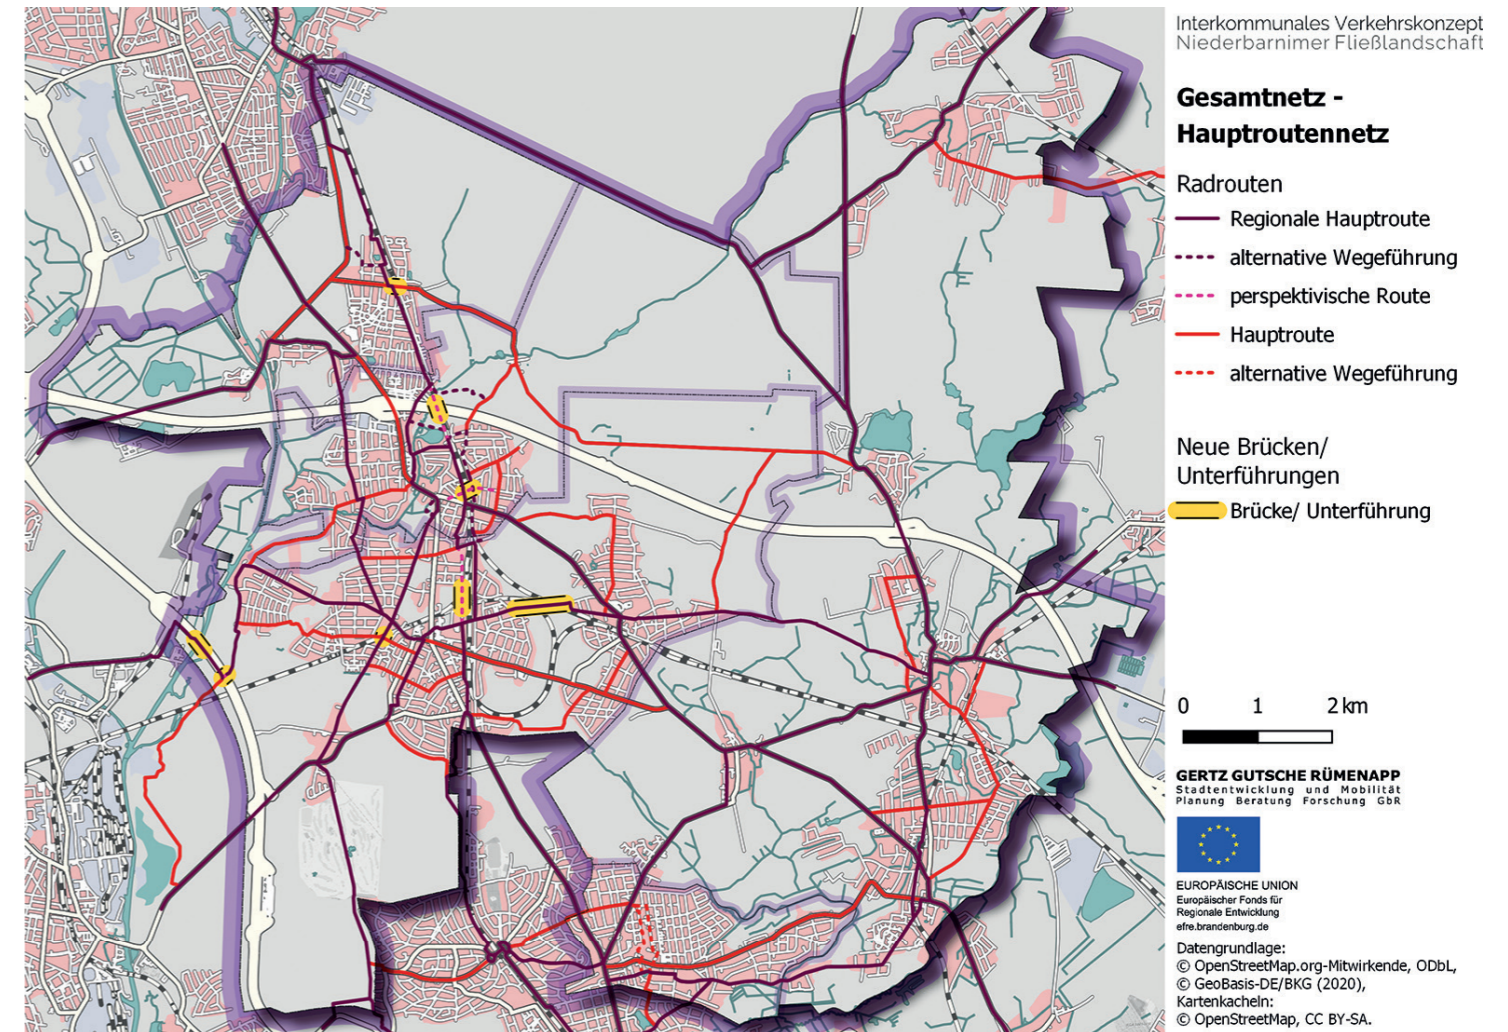 Interkommunales Verkehrskonzept
Niederbarnimer Fließlandschaft
Gesamtnetz -
Hauptroutennetz
Radrouten
Regionale Hauptroute
alternative Wegeführung
perspektivische Route
Hauptroute
alternative Wegeführung
Neue Brücken/
Unterführungen
Brücke/ Unterführung
0 1 2 km
GERTZ GUTSCHE RÜMENAPP
Stadtentwicklung und Mobilität
Planung Beratung Forschung GbR
EUROPÄISCHE UNION
Europäischer Fonds für
Regionale Entwicklung
efre.brandenburg.de
Datengrundlage:
© OpenStreetMap.org-Mitwirkende, ODbL,
© GeoBasis-DE/BKG (2020),
Kartenkacheln:
© OpenStreetMap, CC BY-SA.